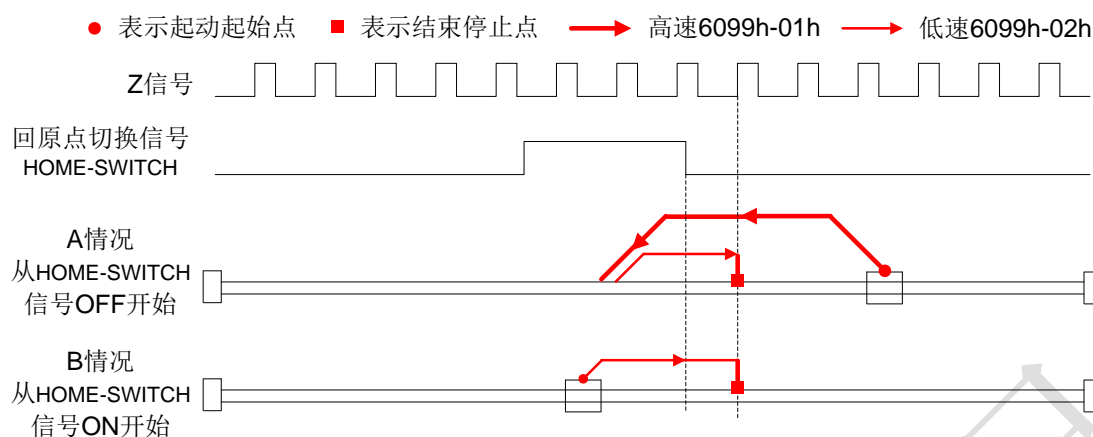 表示起动起始点 表示结束停止点 高速6099h-01h 低速6099h-02h
Z信号
回原点切换信号
HOME-SWITCH
A情况
从HOME-SWITCH
信号OFF开始
B情况
从HOME-SWITCH
信号ON开始